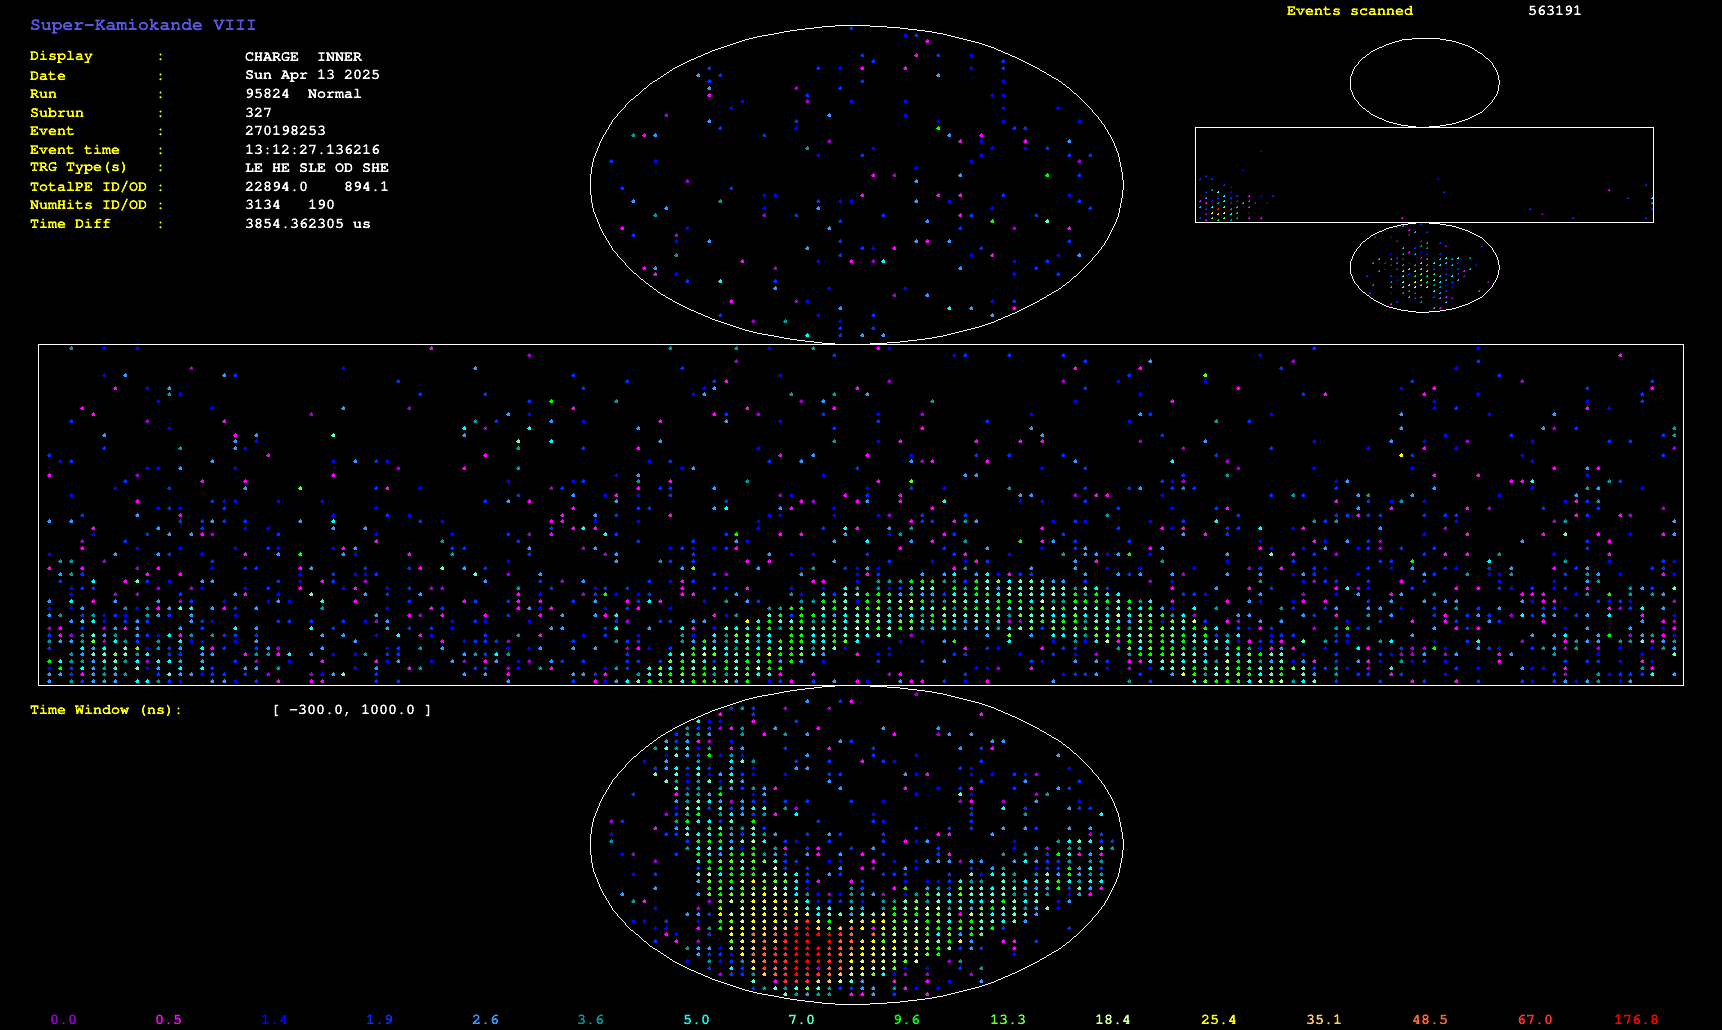 Super-Kamiokande VIII
Events scanned 563191
Display : CHARGE INNER
Date : Sun Apr 13 2025
Run : 95824 Normal
Subrun : 327
Event : 270198253
Event time : 13:12:27.136216
TRG Type(s) : LE HE SLE OD SHE
TotalPE ID/OD : 22894.0 894.1
NumHits ID/OD : 3134 190
Time Diff : 3854.362305 us
Time Window (ns): [ -300.0, 1000.0 ]
0.0 0.5 1.4 1.9 2.6 3.6 5.0 7.0 9.6 13.3 18.4 25.4 35.1 48.5 67.0 176.8